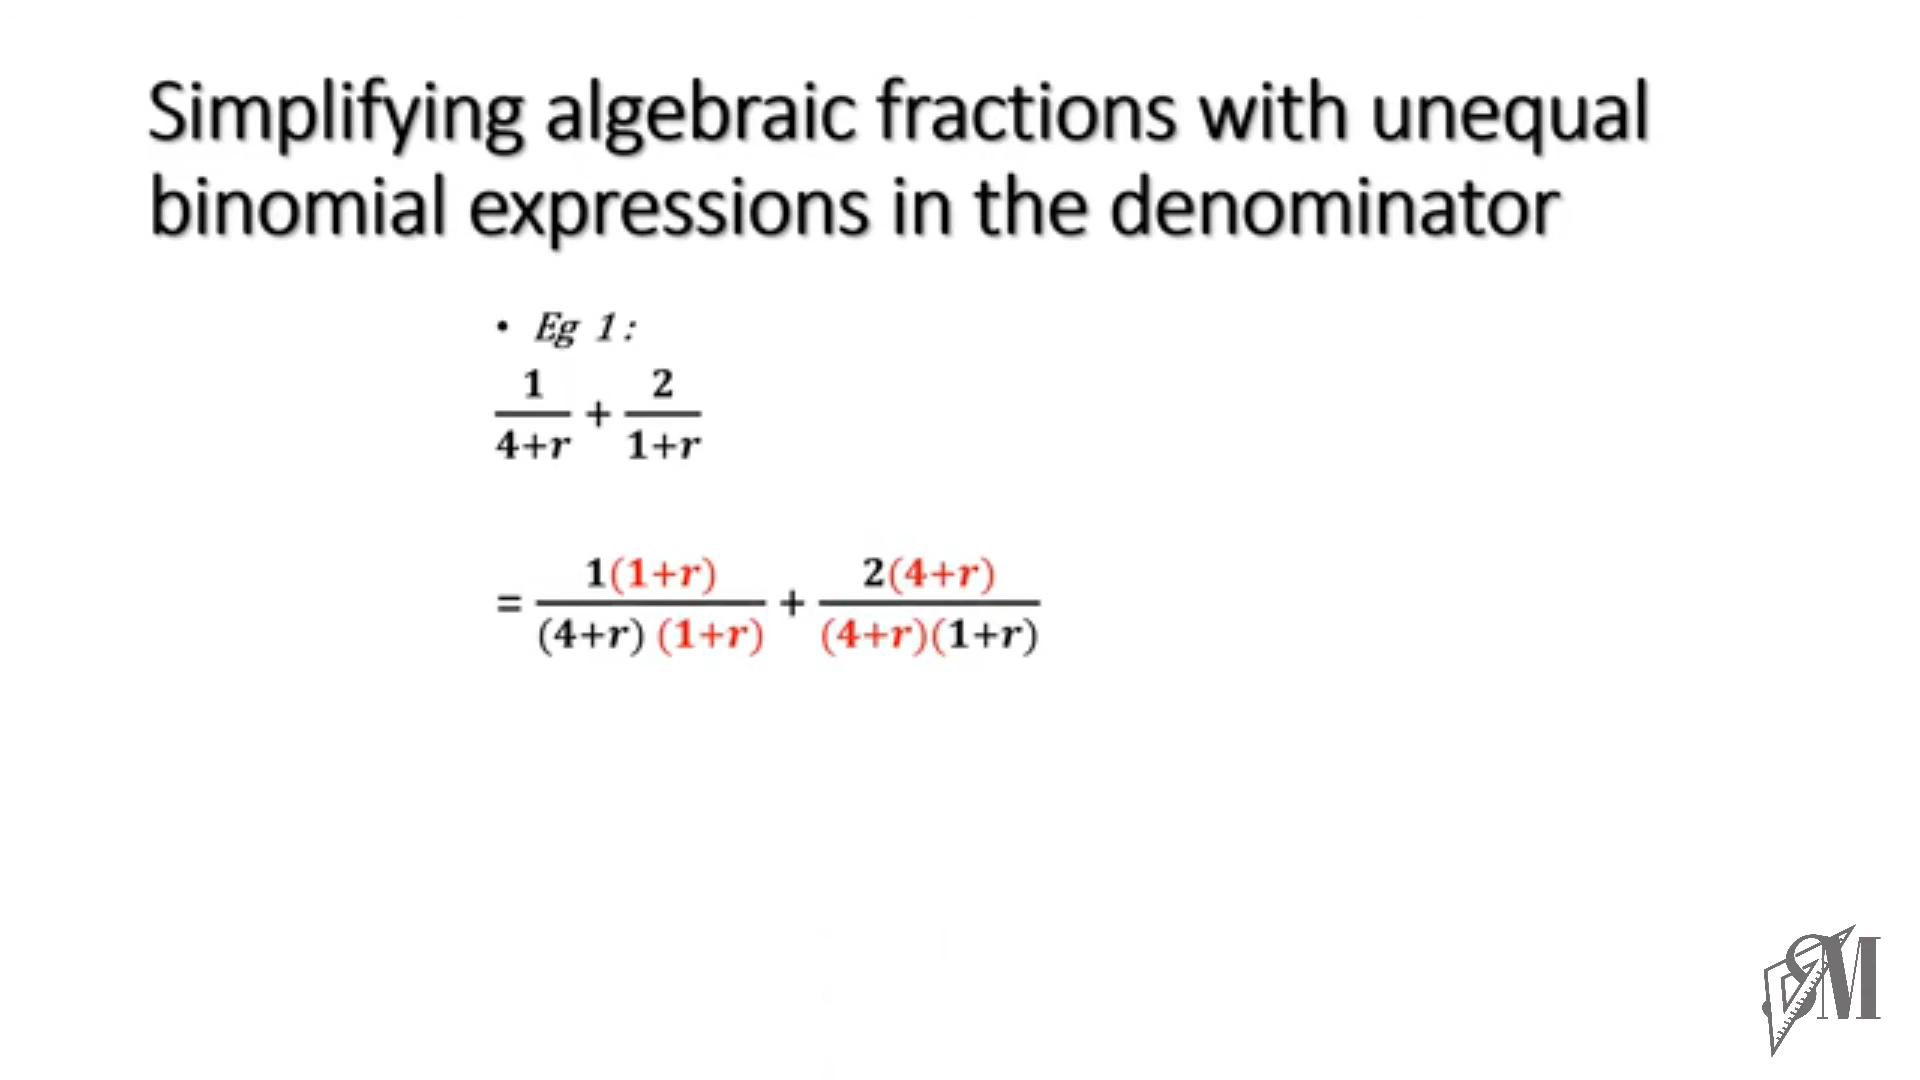 Simplifying algebraic fractions with unequal
binomial expressions in the denominator
• Eg 1:
1/(4+r) + 2/(1+r)
= 1(1+r)/((4+r)(1+r)) + 2(4+r)/((4+r)(1+r))
SM